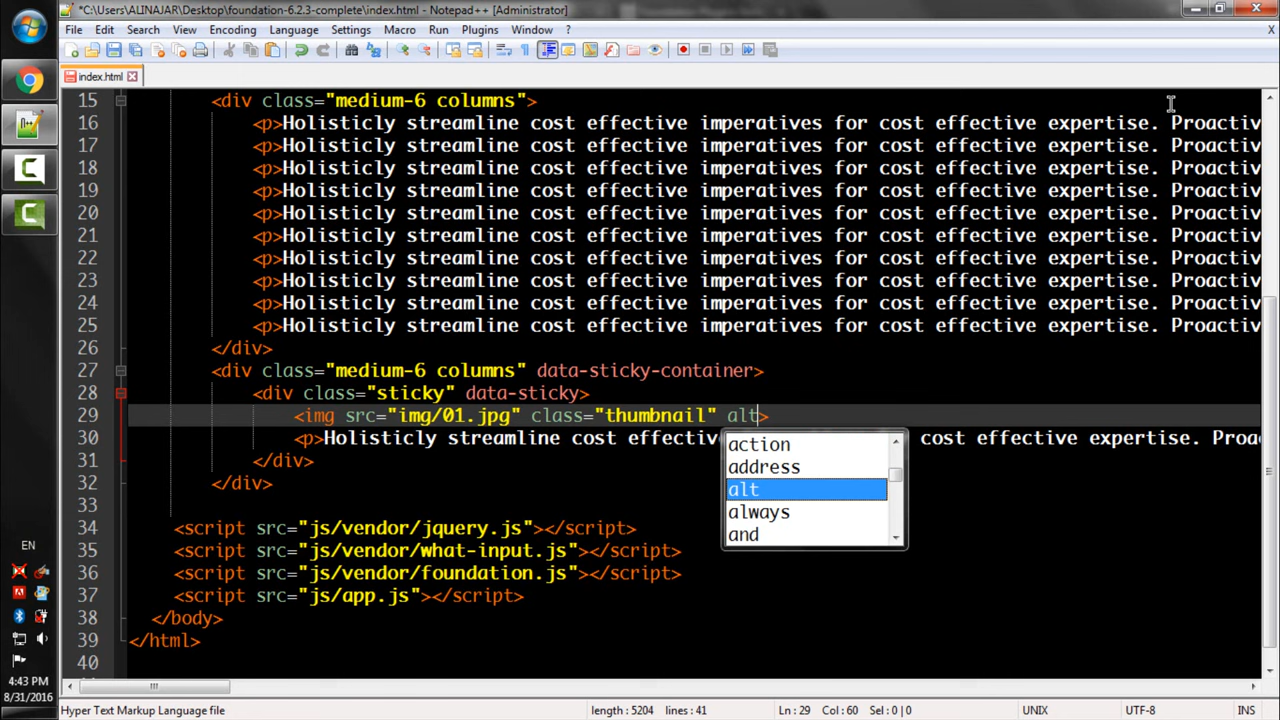 *C:\Users\ALINAJAR\Desktop\foundation-6.2.3-complete\index.html - Notepad++ [Administrator]
File Edit Search View Encoding Language Settings Macro Run Plugins Window ?
X
index.html
15 <div class="medium-6 columns">
16 <p>Holisticly streamline cost effective imperatives for cost effective expertise. Proactiv
17 <p>Holisticly streamline cost effective imperatives for cost effective expertise. Proactiv
18 <p>Holisticly streamline cost effective imperatives for cost effective expertise. Proactiv
19 <p>Holisticly streamline cost effective imperatives for cost effective expertise. Proactiv
20 <p>Holisticly streamline cost effective imperatives for cost effective expertise. Proactiv
21 <p>Holisticly streamline cost effective imperatives for cost effective expertise. Proactiv
22 <p>Holisticly streamline cost effective imperatives for cost effective expertise. Proactiv
23 <p>Holisticly streamline cost effective imperatives for cost effective expertise. Proactiv
24 <p>Holisticly streamline cost effective imperatives for cost effective expertise. Proactiv
25 <p>Holisticly streamline cost effective imperatives for cost effective expertise. Proactiv
26 </div>
27 <div class="medium-6 columns" data-sticky-container>
28 <div class="sticky" data-sticky>
29 <img src="img/01.jpg" class="thumbnail" alt>
30 <p>Holisticly streamline cost effectiv cost effective expertise. Proa
31 </div>
32 </div>
33
34 <script src="js/vendor/jquery.js"></script>
35 <script src="js/vendor/what-input.js"></script>
36 <script src="js/vendor/foundation.js"></script>
37 <script src="js/app.js"></script>
38 </body>
39 </html>
40
action
address
alt
always
and
EN
4:43 PM
8/31/2016
Hyper Text Markup Language file length : 5204 lines : 41 Ln : 29 Col : 60 Sel : 0 | 0 UNIX UTF-8 INS